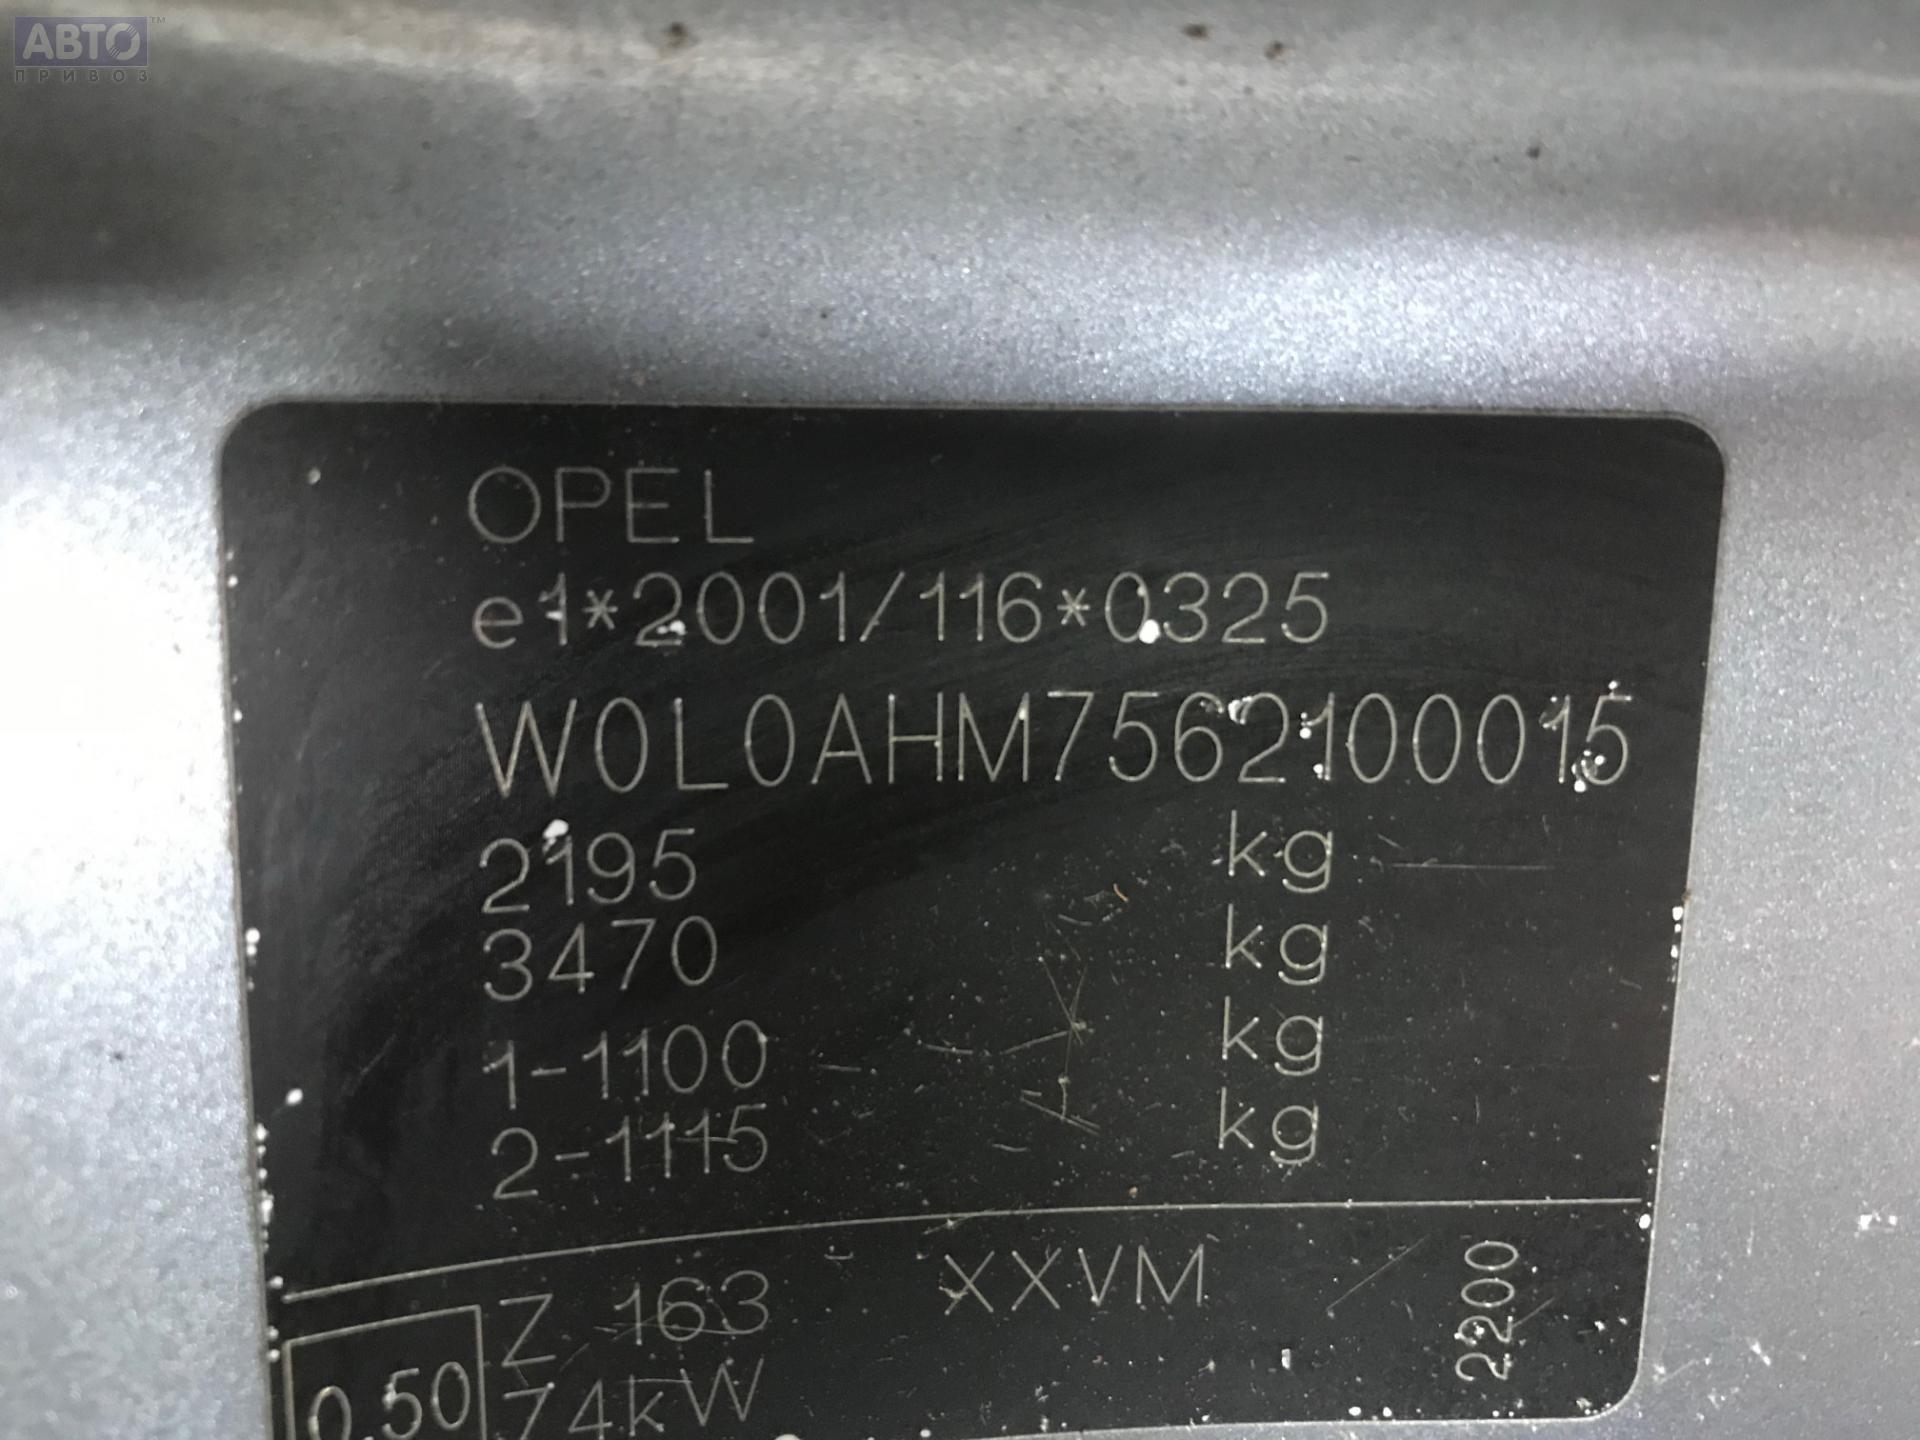 АВТО™
ПРИВОЗ
OPEL
e1*2001/116*0325
W0L0AHM7562100015
2195 kg
3470 kg
1-1100 kg
2-1115 kg
Z 163 XXVM 2200
0.50 74kW